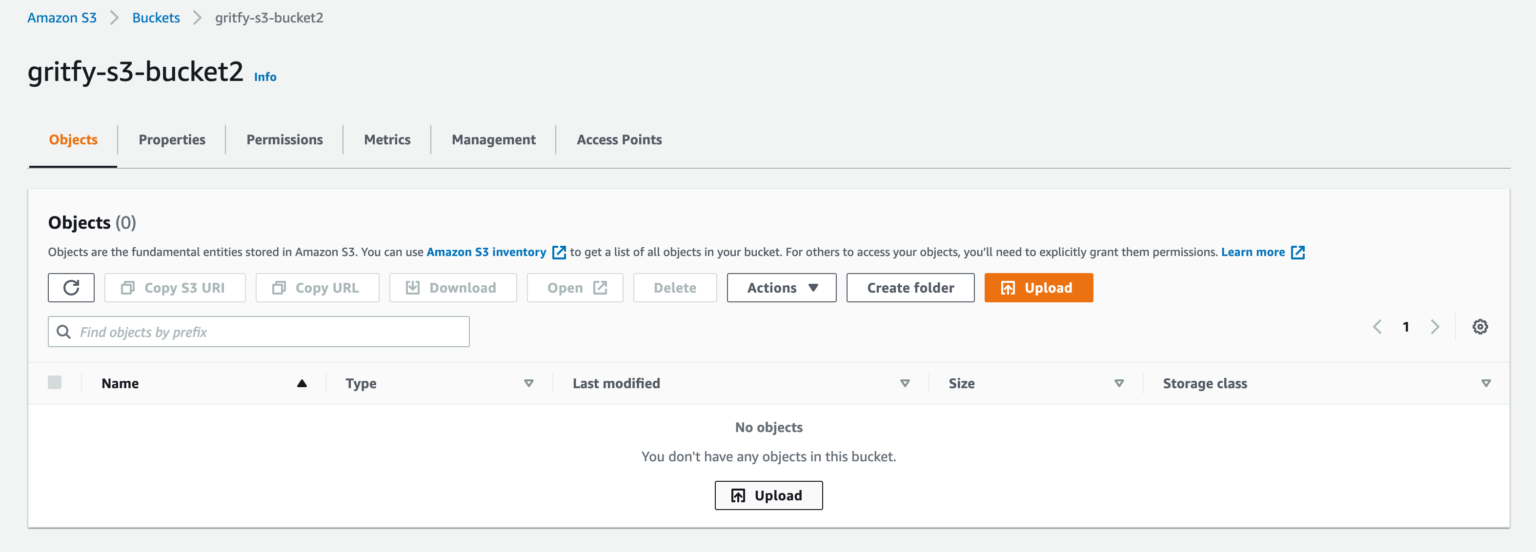 Amazon S3 Buckets gritfy-s3-bucket2
gritfy-s3-bucket2 Info
Objects Properties Permissions Metrics Management Access Points
Objects (0)
Objects are the fundamental entities stored in Amazon S3. You can use Amazon S3 inventory to get a list of all objects in your bucket. For others to access your objects, you'll need to explicitly grant them permissions. Learn more
Copy S3 URI Copy URL Download Open Delete Actions Create folder Upload
Find objects by prefix 1
Name Type Last modified Size Storage class
No objects
You don't have any objects in this bucket.
Upload